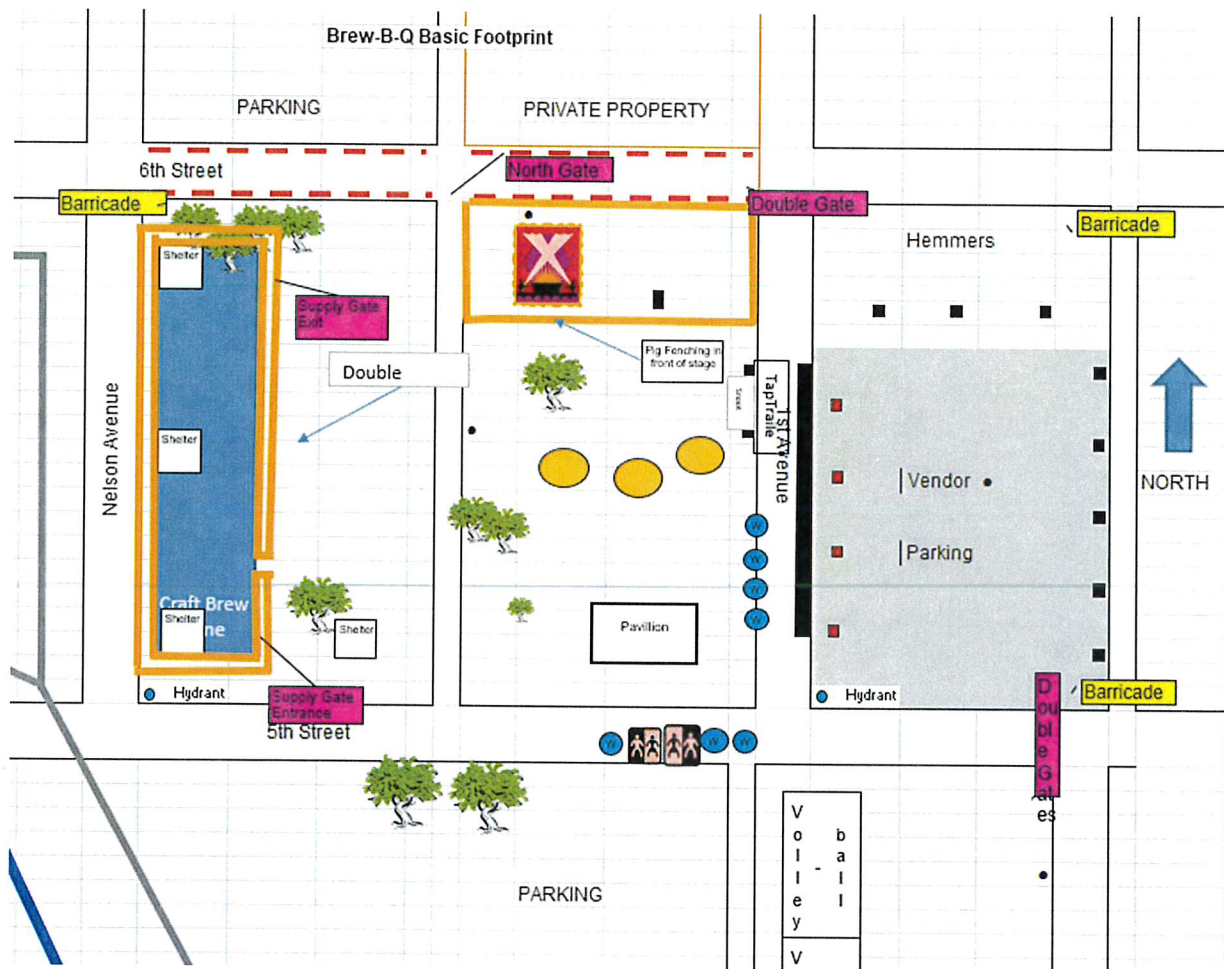 Brew-B-Q Basic Footprint
PARKING
PRIVATE PROPERTY
6th Street
North Gate
Barricade
Double Gate
Barricade
Hemmers
Shelter
Supply Gate
Exit
Pig Fenching in
front of stage
Double
TapTraile
1st Avenue
Nelson Avenue
Shelter
Vendor
NORTH
Parking
W
W
W
W
Craft Brew
Shelter
Shelter
Pavillion
Hydrant
Supply Gate
Entrance
5th Street
Hydrant
Double Gates
Barricade
W
W
W
Volley - ball
V
PARKING